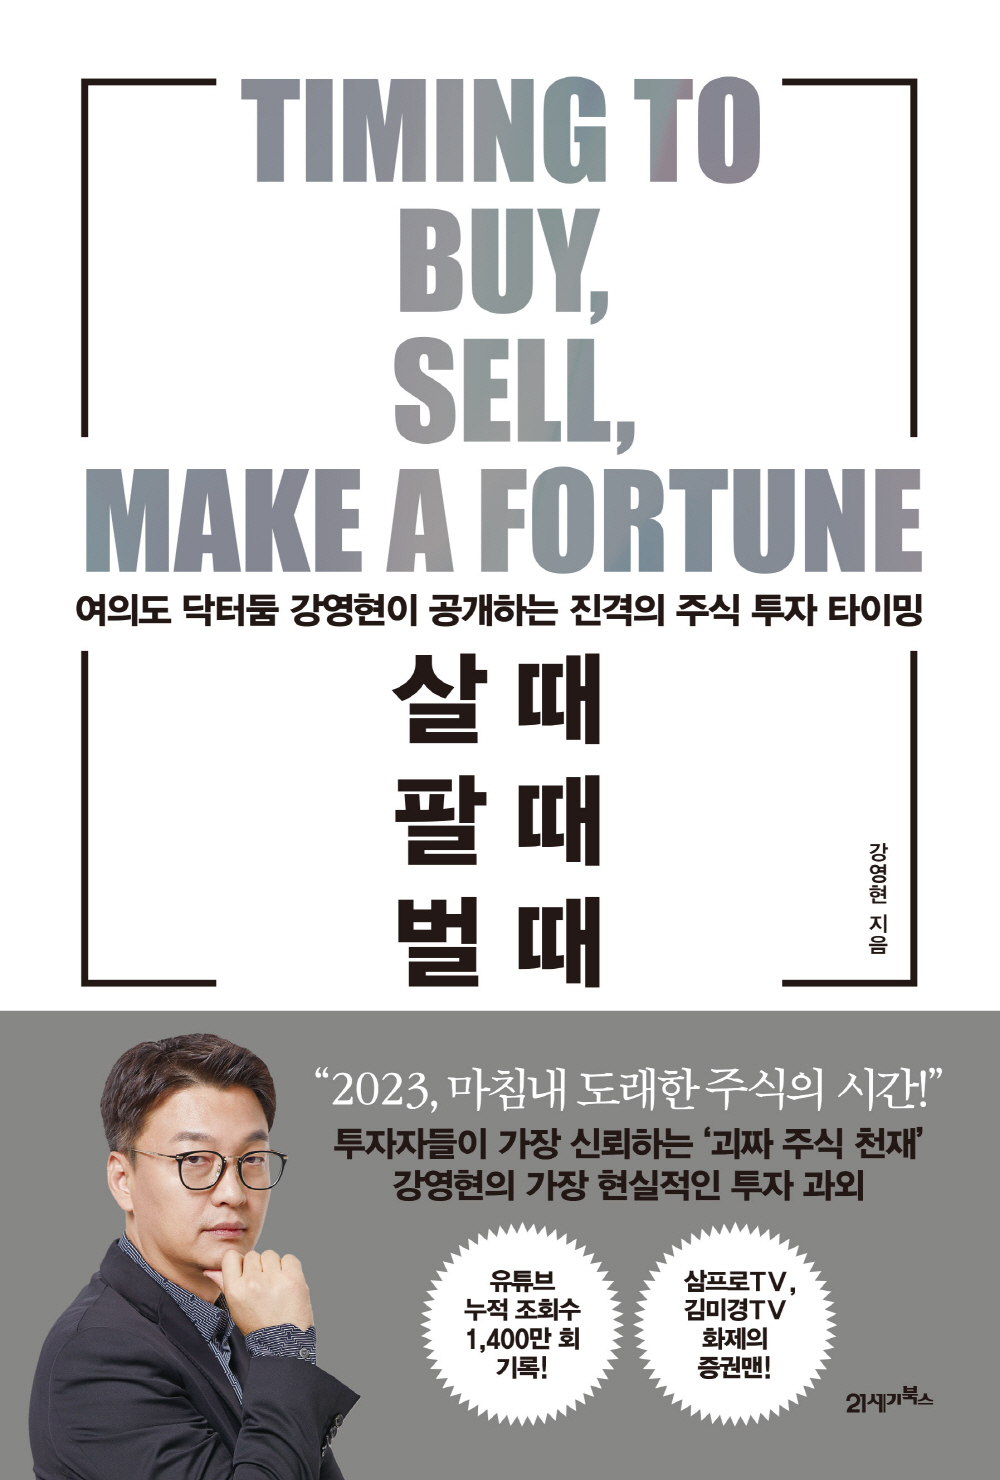 TIMING TO
BUY,
SELL,
MAKE A FORTUNE
여의도 닥터둠 강영현이 공개하는 진격의 주식 투자 타이밍
살 때
팔 때
벌 때
강영현 지음
“2023, 마침내 도래한 주식의 시간!”
투자자들이 가장 신뢰하는 ‘괴짜 주식 천재’
강영현의 가장 현실적인 투자 과외
유튜브
누적 조회수
1,400만 회
기록!
삼프로TV,
김미경TV
화제의
증권맨!
21세기북스